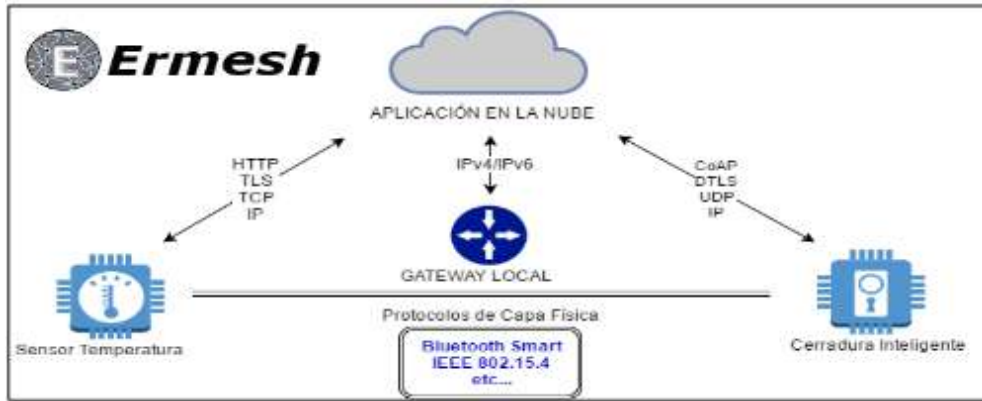 E Ermesh
APLICACIÓN EN LA NUBE
HTTP
TLS
TCP
IP
IPv4/IPv6
CoAP
DTLS
UDP
IP
GATEWAY LOCAL
Sensor Temperatura
Protocolos de Capa Física
Bluetooth Smart
IEEE 802.15.4
etc...
Cerradura Inteligente